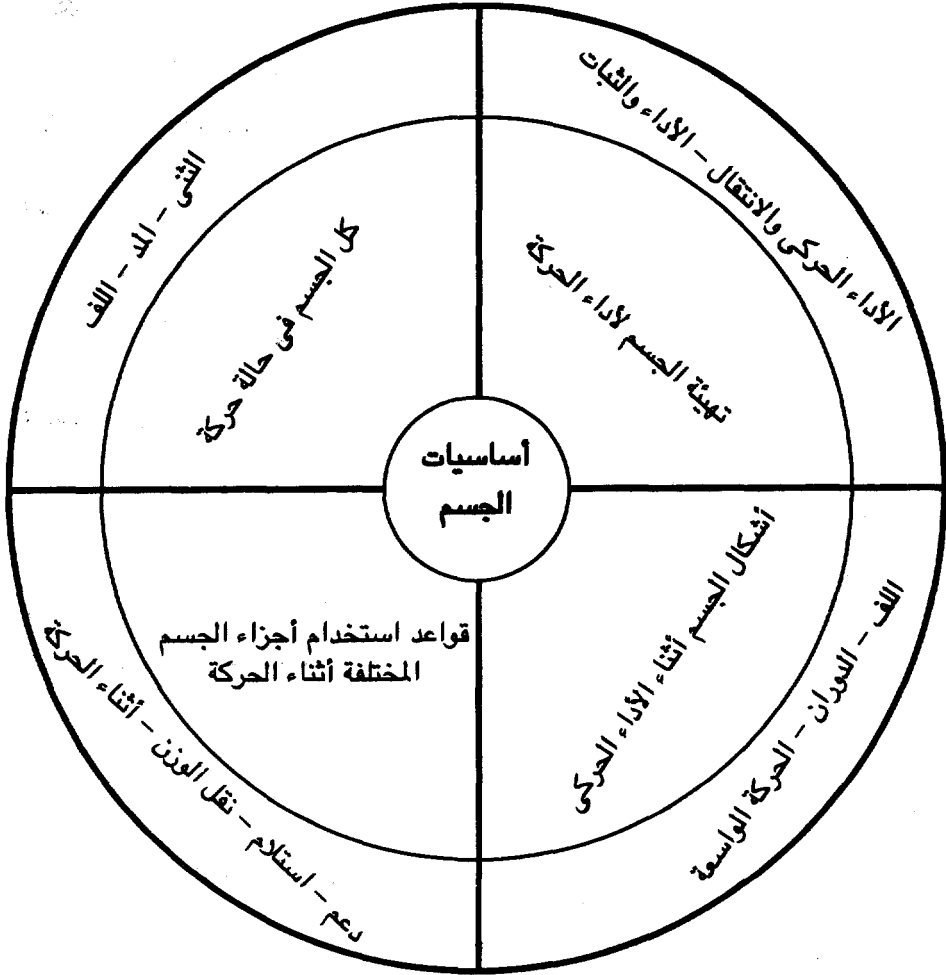 الأداء الحركى والانتقال - الأداء والثبات
تهيئة الجسم لأداء الحركة
الثنى - المد - اللف
كل الجسم فى حالة حركة
أساسيات
الجسم
أشكال الجسم أثناء الأداء الحركى
اللف - الدوران - الحركة الواسعة
قواعد استخدام أجزاء الجسم
المختلفة أثناء الحركة
دعم - استلام - نقل الوزن - أثناء الحركة